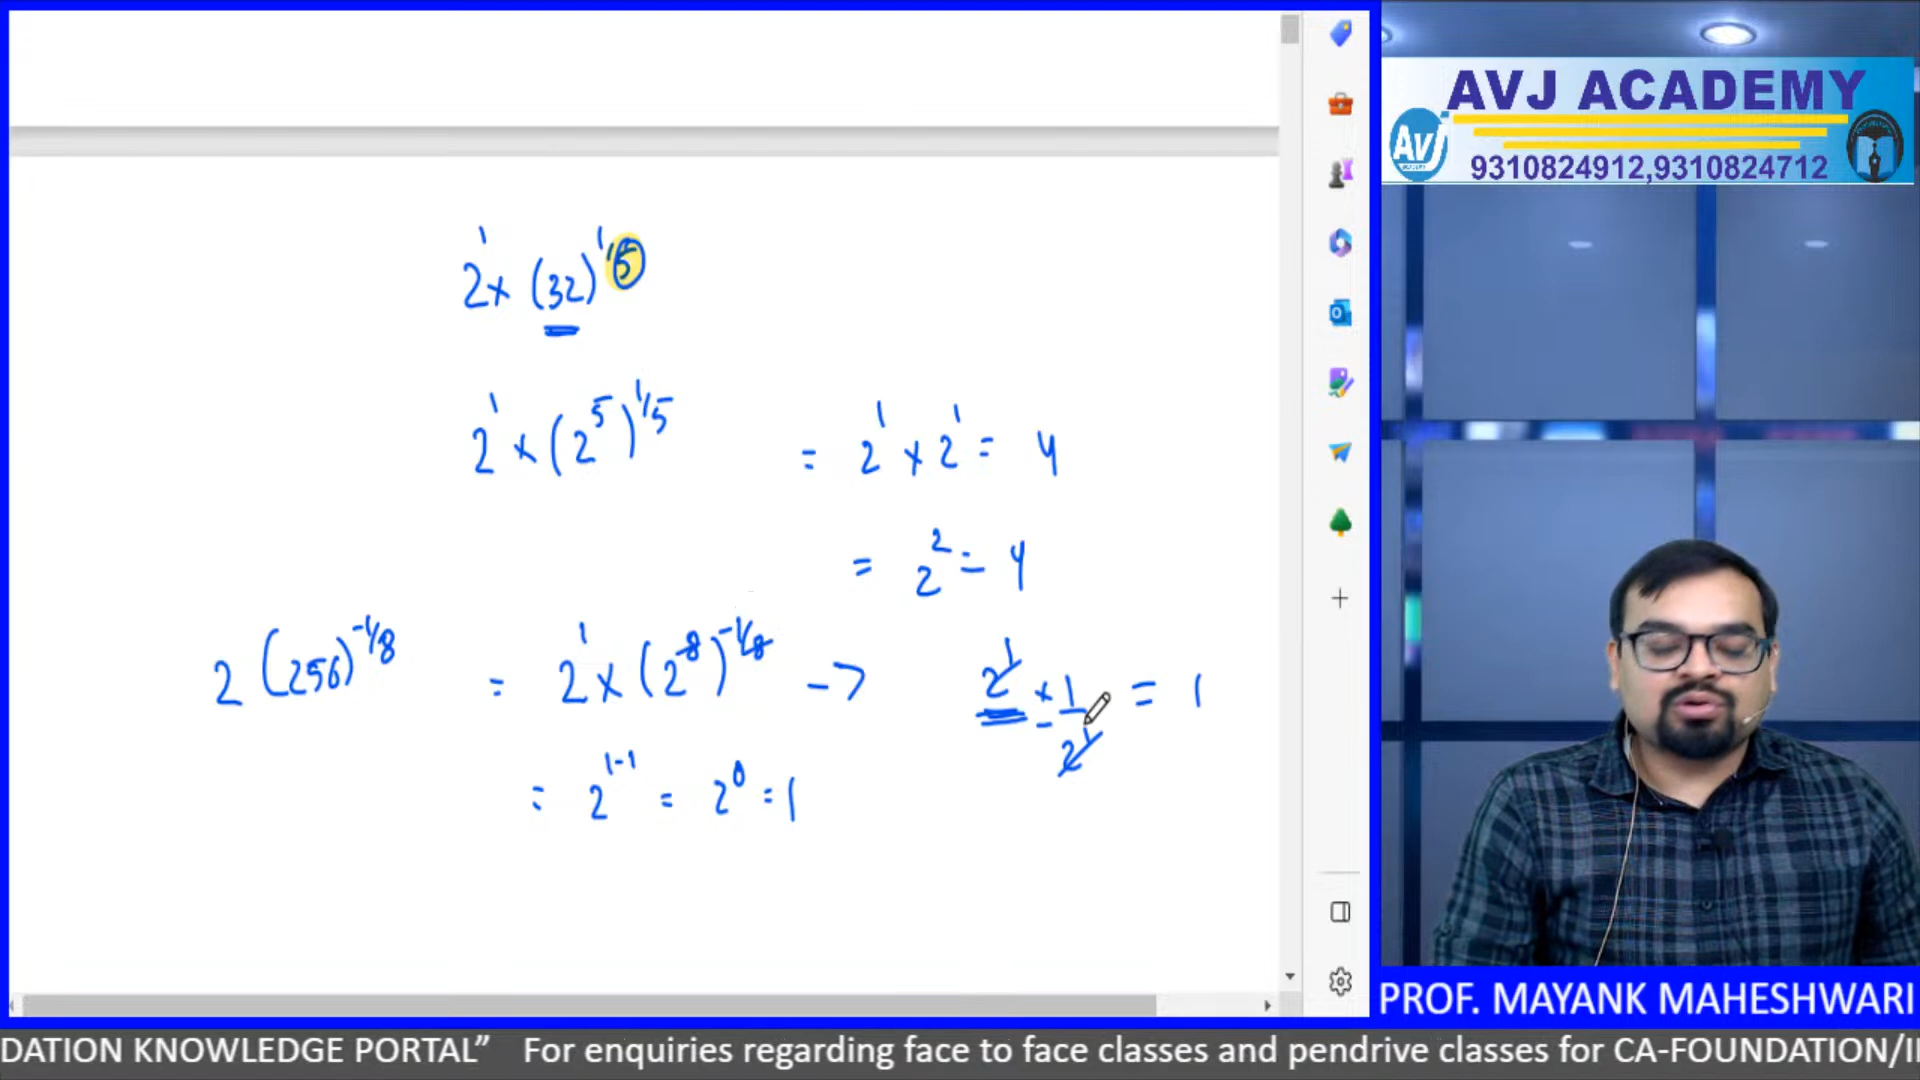 2¹ × (32)^1/5
2¹ × (2⁵)^1/5 = 2¹ × 2¹ = 4
= 2² = 4
2 (256)^-1/8 = 2¹ × (2⁸)^-1/8 → 2¹ × 1/2¹ = 1
= 2^1-1 = 2⁰ = 1
AVJ ACADEMY
AVJ
9310824912,9310824712
PROF. MAYANK MAHESHWARI
DATION KNOWLEDGE PORTAL” For enquiries regarding face to face classes and pendrive classes for CA-FOUNDATION/I